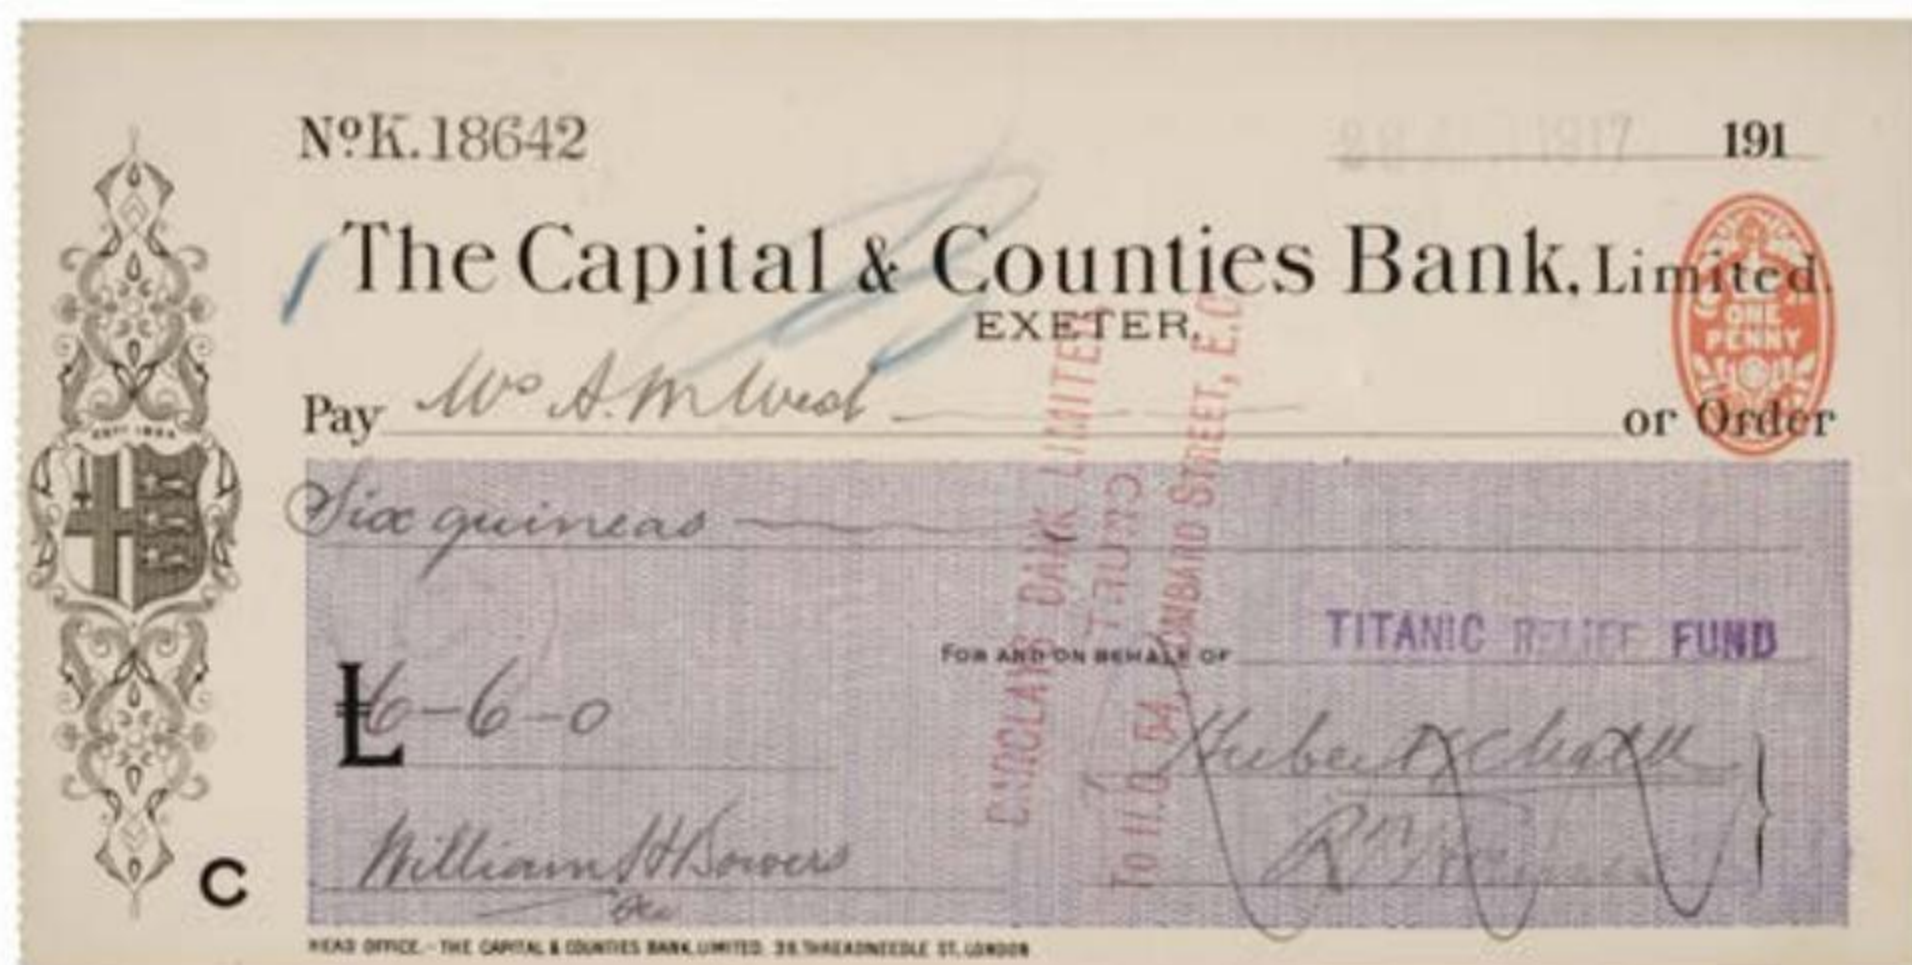 No K.18642
191
The Capital & Counties Bank, Limited.
EXETER.
ONE
PENNY
Pay Mrs A. M West or Order
Six guineas
BARCLAYS BANK LIMITED
TRURO
To H.O. 54, LOMBARD STREET, E.C.
FOR AND ON BEHALF OF TITANIC RELIEF FUND
£6-6-0
William H Bowers
C
HEAD OFFICE.- THE CAPITAL & COUNTIES BANK, LIMITED. 39, THREADNEEDLE ST, LONDON